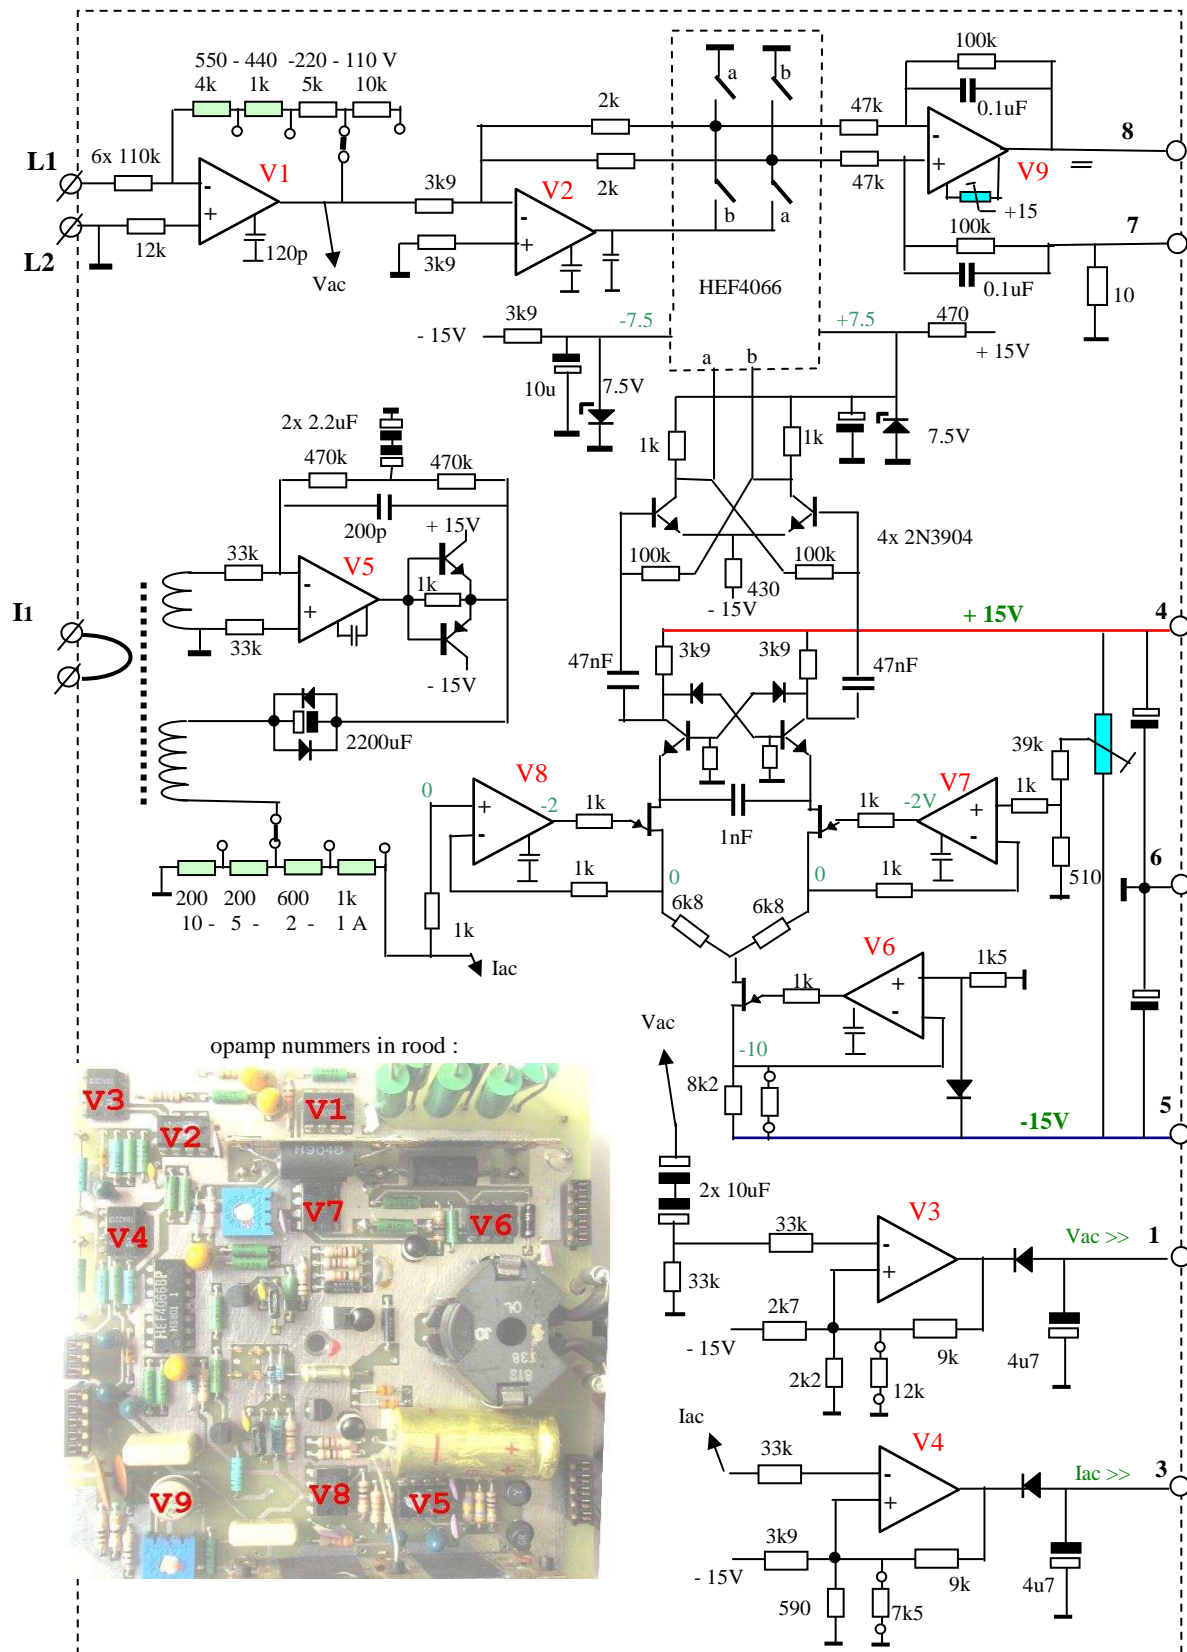 550 - 440 -220 - 110 V
4k 1k 5k 10k
L1
6x 110k
V1
-
+
L2
12k
120p
Vac
3k9
3k9
2k
2k
V2
-
+
a
b
b
a
HEF4066
47k
47k
100k
0.1uF
-
+
V9
+15
100k
0.1uF
8
=
7
10
- 15V
3k9
-7.5
10u
7.5V
+7.5
470
+ 15V
a b
7.5V
1k
1k
4x 2N3904
100k
100k
430
- 15V
2x 2.2uF
470k
470k
200p
+ 15V
33k
V5
-
+
1k
33k
- 15V
I1
2200uF
47nF
47nF
3k9
3k9
+ 15V
4
39k
V8
0
+
-
-2
1k
1nF
1k
-2V
V7
+
-
1k
510
6
1k
0
0
1k
6k8
6k8
200 200 600 1k
10 - 5 - 2 - 1 A
1k
Iac
V6
+
-
1k
1k5
-10
8k2
-15V
5
opamp nummers in rood :
V3
V1
V2
M9648
V7
V6
V4
HEF4066BP
OL
138
813
V9
V8
V5
Vac
2x 10uF
33k
33k
V3
-
+
Vac >>
1
2k7
- 15V
2k2
12k
9k
4u7
Iac
33k
V4
-
+
Iac >>
3
3k9
- 15V
590
7k5
9k
4u7